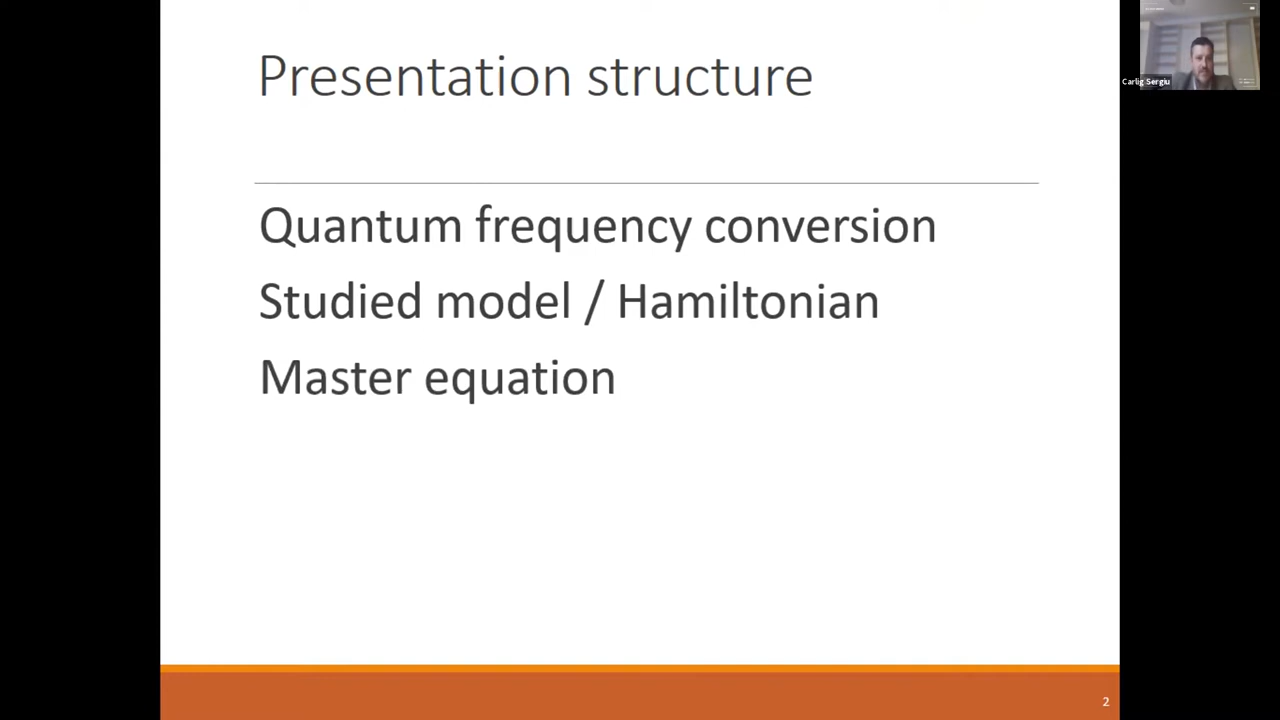 Presentation structure
Quantum frequency conversion
Studied model / Hamiltonian
Master equation
2
Carlig Sergiu